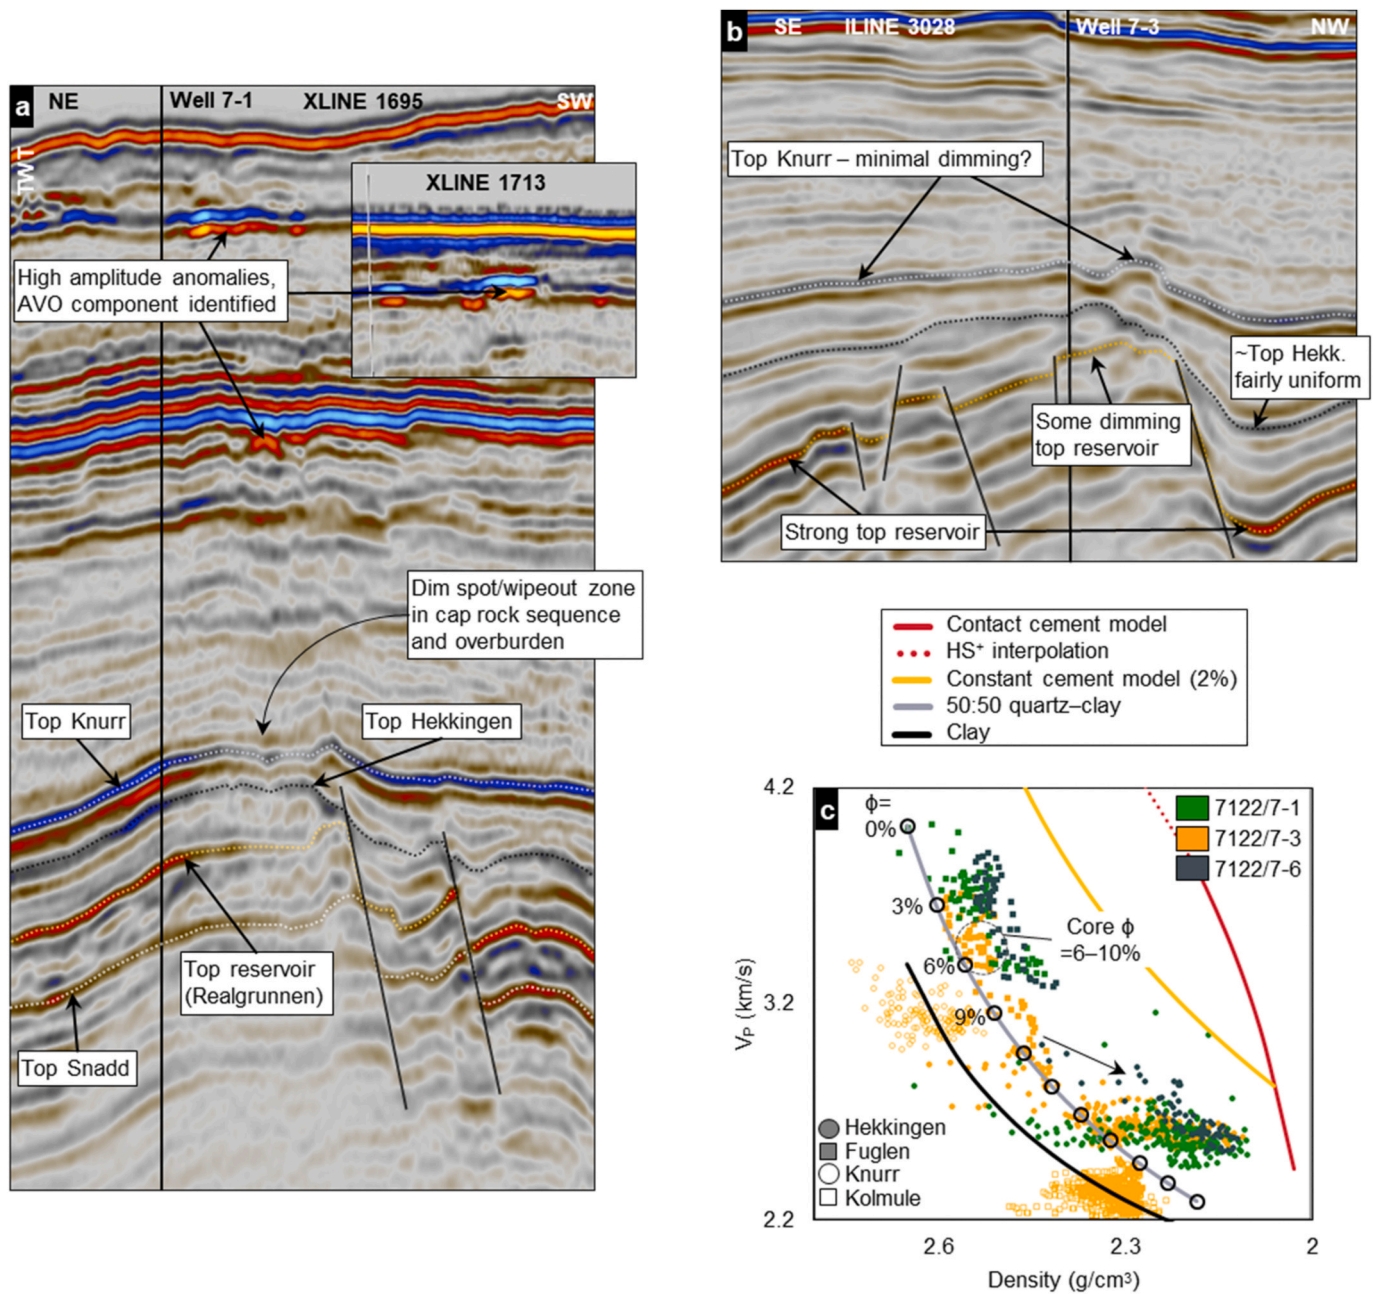 a
NE
Well 7-1
XLINE 1695
SW
TWT
XLINE 1713
High amplitude anomalies,
AVO component identified
Dim spot/wipeout zone
in cap rock sequence
and overburden
Top Knurr
Top Hekkingen
Top reservoir
(Realgrunnen)
Top Snadd
b
SE
ILINE 3028
Well 7-3
NW
Top Knurr – minimal dimming?
~Top Hekk.
fairly uniform
Some dimming
top reservoir
Strong top reservoir
Contact cement model
HS⁺ interpolation
Constant cement model (2%)
50:50 quartz–clay
Clay
c
4.2
3.2
2.2
V_P (km/s)
ϕ=
0%
3%
6%
9%
7122/7-1
7122/7-3
7122/7-6
Core ϕ
=6–10%
Hekkingen
Fuglen
Knurr
Kolmule
2.6
2.3
2
Density (g/cm³)